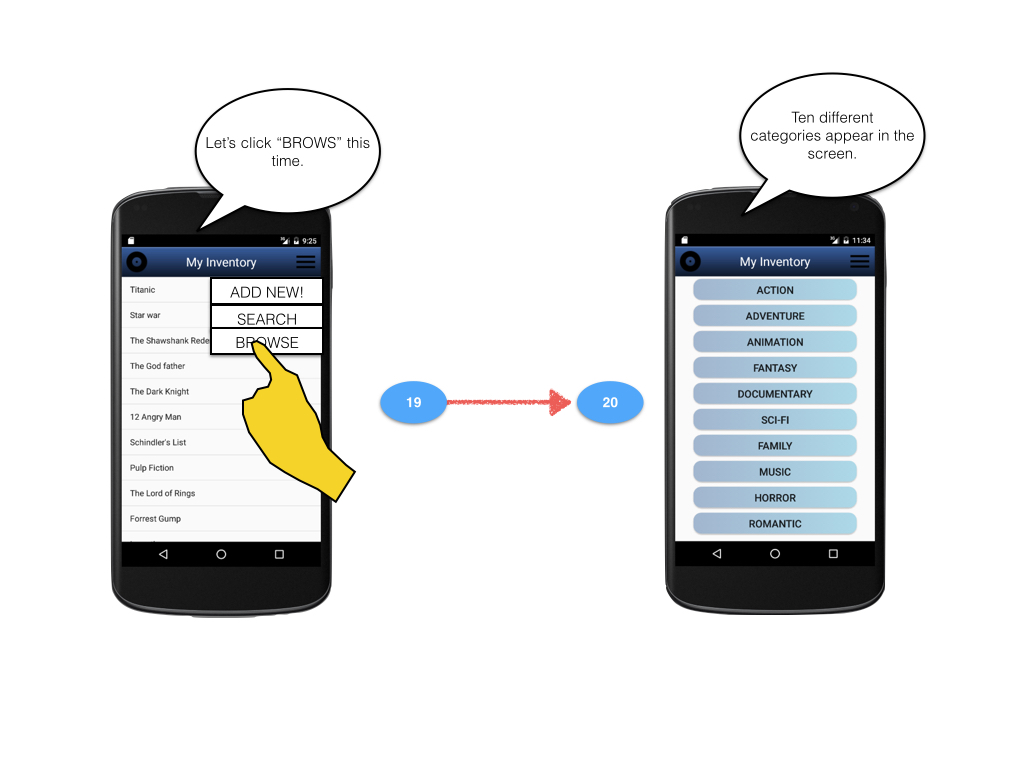 Let's click “BROWS” this
time.
9:25
My Inventory
Titanic
Star war
The Shawshank Rede
The God father
The Dark Knight
12 Angry Man
Schindler's List
Pulp Fiction
The Lord of Rings
Forrest Gump
ADD NEW!
SEARCH
BROWSE
19
20
Ten different
categories appear in the
screen.
11:34
My Inventory
ACTION
ADVENTURE
ANIMATION
FANTASY
DOCUMENTARY
SCI-FI
FAMILY
MUSIC
HORROR
ROMANTIC